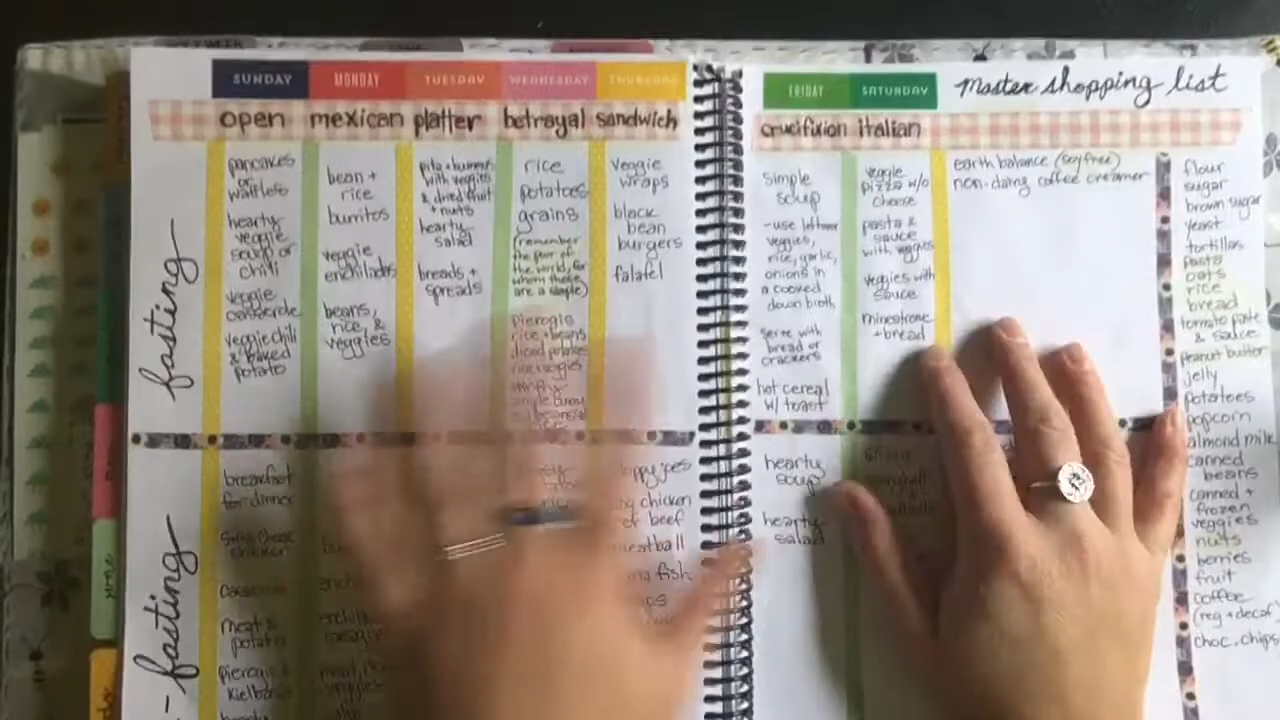 SUNDAY
MONDAY
TUESDAY
WEDNESDAY
THURSDAY
FRIDAY
SATURDAY
Master shopping list
open
mexican
platter
betrayal
sandwich
crucifixion
italian
fasting
pancakes
or
waffles
hearty
veggie
soup or
chili
veggie
casserole
veggie chili
& baked
potato
bean +
rice
burritos
veggie
enchiladas
beans,
rice, &
veggies
pita + hummus
with veggies
& dried fruit
+ nuts
hearty
salad
breads +
spreads
rice
potatoes
grains
(remember
the poor of
the world, for
whom these
are a staple)
pierogis
rice + beans
diced potatoes
veggie
wraps
black
bean
burgers
falafel
simple
soup
-use leftover
veggies,
rice, garlic,
onions in
a cooked
down broth
serve with
bread or
crackers
hot cereal
w/ toast
veggie
pizza w/o
cheese
pasta &
sauce
with veggies
veggies with
sauce
minestrone
+ bread
earth balance (soy free)
non-dairy coffee creamer
flour
sugar
brown sugar
yeast
tortillas
pasta
oats
rice
bread
tomato paste
& sauce
peanut butter
jelly
potatoes
popcorn
almond milk
canned
beans
canned +
frozen
veggies
nuts
berries
fruit
coffee
(reg + decaf)
choc. chips
-fasting
breakfast
for dinner
chicken
casserole
meat &
potato
pierogis +
kielbasa
chicken
or beef
meatball
fish
hearty
soup
hearty
salad